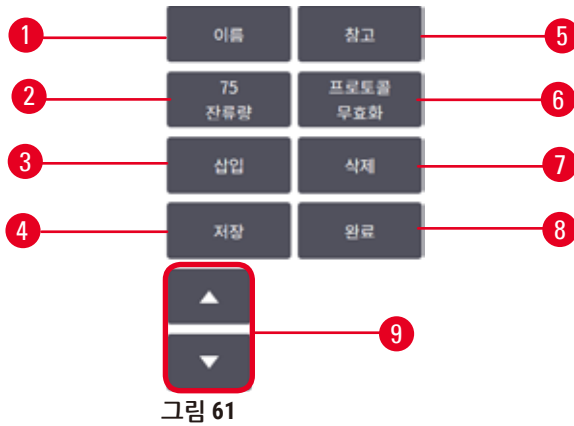 1 이름 참고 5
2 75 프로토콜 6
잔류량 무효화
3 삽입 삭제 7
4 저장 완료 8
9
그림 61